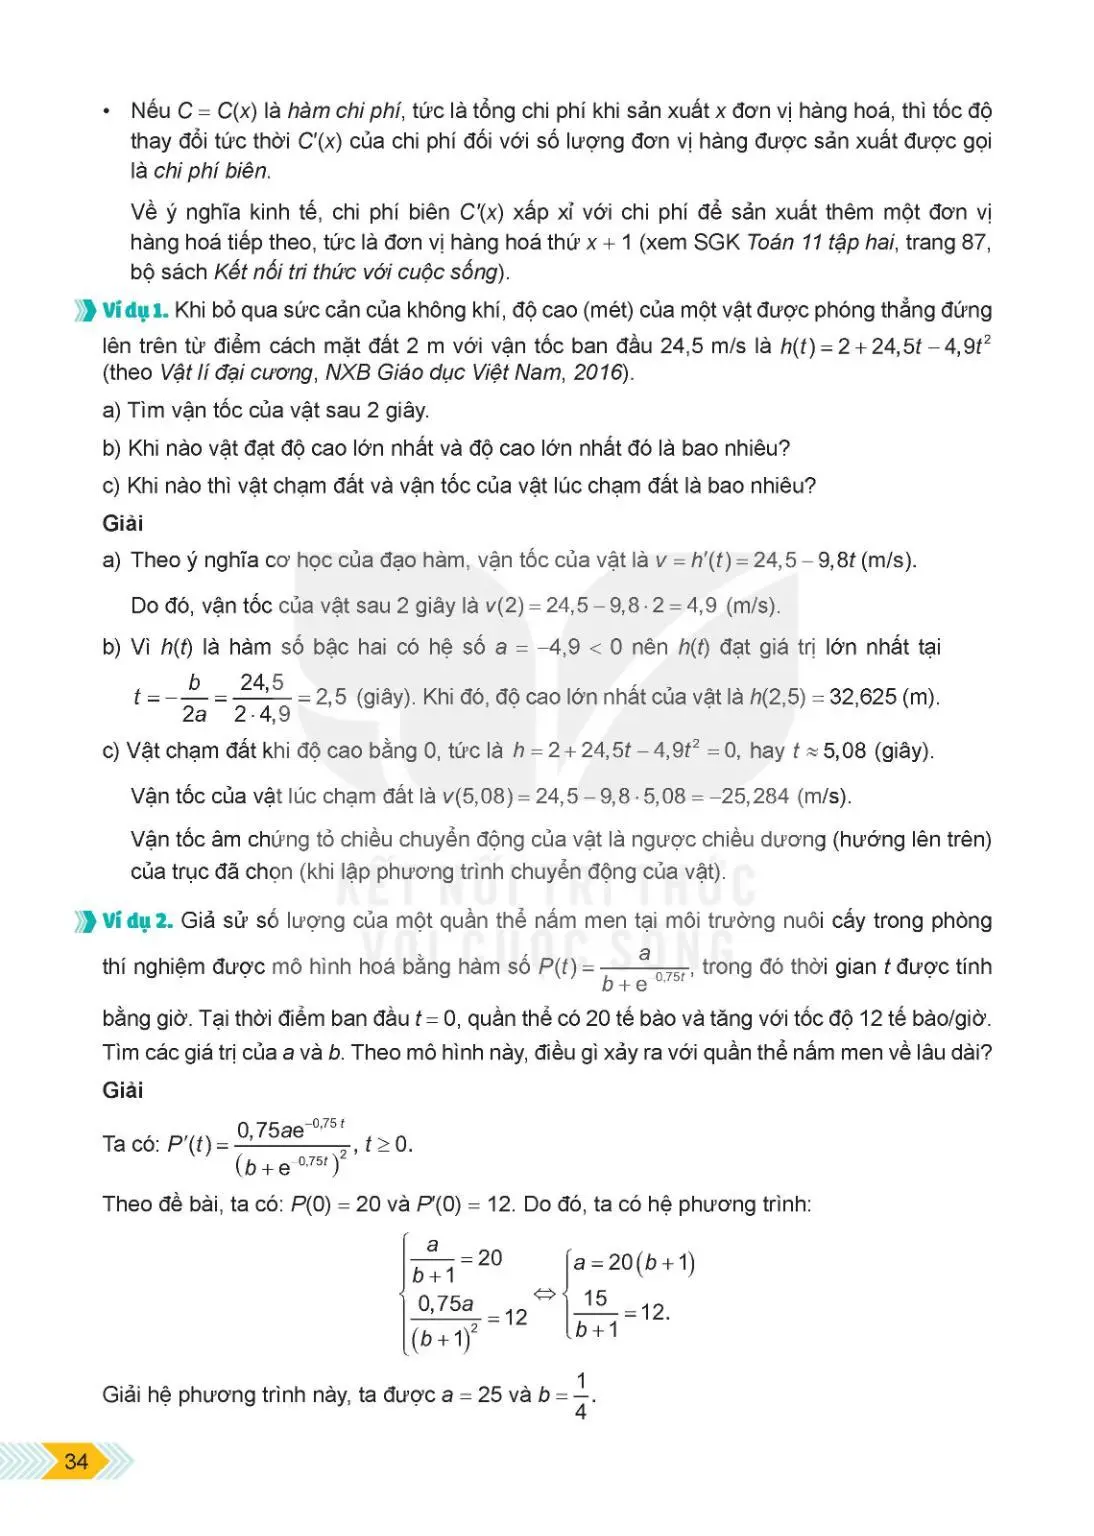 • Nếu C = C(x) là hàm chi phí, tức là tổng chi phí khi sản xuất x đơn vị hàng hoá, thì tốc độ
thay đổi tức thời C'(x) của chi phí đối với số lượng đơn vị hàng được sản xuất được gọi
là chi phí biên.
Về ý nghĩa kinh tế, chi phí biên C'(x) xấp xỉ với chi phí để sản xuất thêm một đơn vị
hàng hoá tiếp theo, tức là đơn vị hàng hoá thứ x + 1 (xem SGK Toán 11 tập hai, trang 87,
bộ sách Kết nối tri thức với cuộc sống).
Ví dụ 1. Khi bỏ qua sức cản của không khí, độ cao (mét) của một vật được phóng thẳng đứng
lên trên từ điểm cách mặt đất 2 m với vận tốc ban đầu 24,5 m/s là h(t) = 2 + 24,5t − 4,9t²
(theo Vật lí đại cương, NXB Giáo dục Việt Nam, 2016).
a) Tìm vận tốc của vật sau 2 giây.
b) Khi nào vật đạt độ cao lớn nhất và độ cao lớn nhất đó là bao nhiêu?
c) Khi nào thì vật chạm đất và vận tốc của vật lúc chạm đất là bao nhiêu?
Giải
a) Theo ý nghĩa cơ học của đạo hàm, vận tốc của vật là v = h'(t) = 24,5 − 9,8t (m/s).
Do đó, vận tốc của vật sau 2 giây là v(2) = 24,5 − 9,8 · 2 = 4,9 (m/s).
b) Vì h(t) là hàm số bậc hai có hệ số a = −4,9 < 0 nên h(t) đạt giá trị lớn nhất tại
t = −b/2a = 24,5/(2 · 4,9) = 2,5 (giây). Khi đó, độ cao lớn nhất của vật là h(2,5) = 32,625 (m).
c) Vật chạm đất khi độ cao bằng 0, tức là h = 2 + 24,5t − 4,9t² = 0, hay t ≈ 5,08 (giây).
Vận tốc của vật lúc chạm đất là v(5,08) = 24,5 − 9,8 · 5,08 = −25,284 (m/s).
Vận tốc âm chứng tỏ chiều chuyển động của vật là ngược chiều dương (hướng lên trên)
của trục đã chọn (khi lập phương trình chuyển động của vật).
KẾT NỐI TRI THỨC
VỚI CUỘC SỐNG
Ví dụ 2. Giả sử số lượng của một quần thể nấm men tại môi trường nuôi cấy trong phòng
thí nghiệm được mô hình hoá bằng hàm số P(t) = a/(b + e^(−0,75t)), trong đó thời gian t được tính
bằng giờ. Tại thời điểm ban đầu t = 0, quần thể có 20 tế bào và tăng với tốc độ 12 tế bào/giờ.
Tìm các giá trị của a và b. Theo mô hình này, điều gì xảy ra với quần thể nấm men về lâu dài?
Giải
Ta có: P'(t) = 0,75ae^(−0,75t)/(b + e^(−0,75t))², t ≥ 0.
Theo đề bài, ta có: P(0) = 20 và P'(0) = 12. Do đó, ta có hệ phương trình:
{ a/(b + 1) = 20 ⇔ { a = 20(b + 1)
{ 0,75a/(b + 1)² = 12 { 15/(b + 1) = 12.
Giải hệ phương trình này, ta được a = 25 và b = 1/4.
34